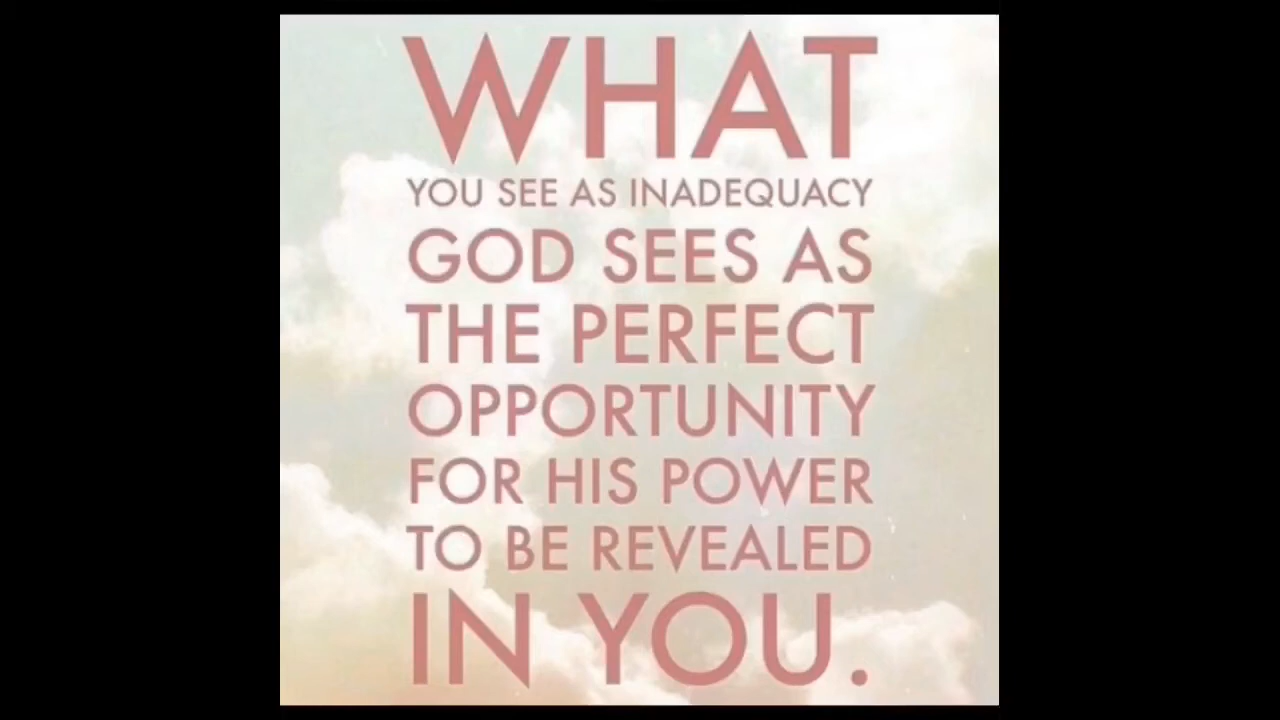 WHAT
YOU SEE AS INADEQUACY
GOD SEES AS
THE PERFECT
OPPORTUNITY
FOR HIS POWER
TO BE REVEALED
IN YOU.